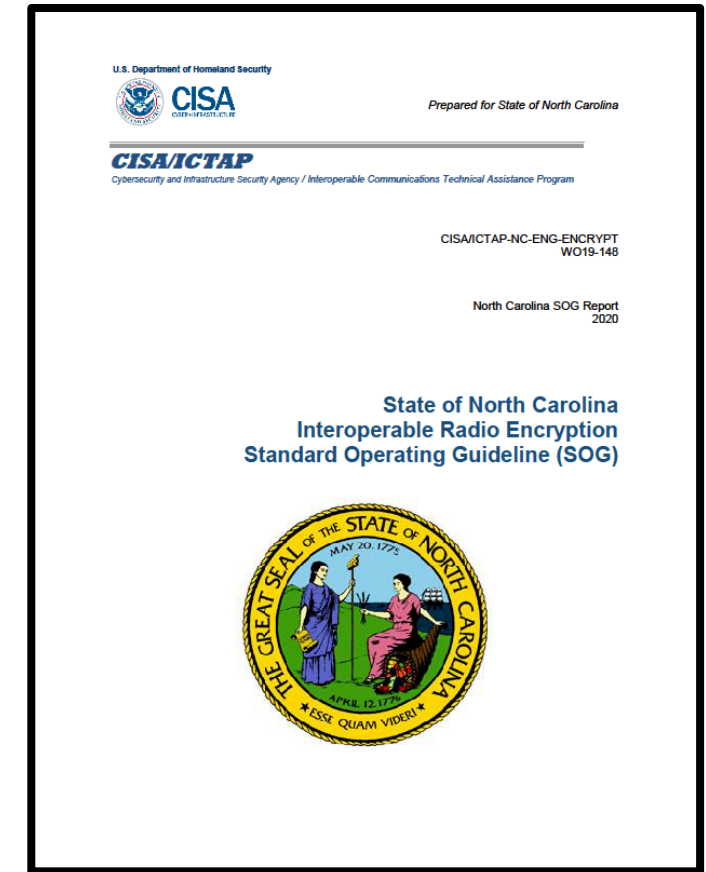 U.S. Department of Homeland Security
CISA
CYBER+INFRASTRUCTURE
Prepared for State of North Carolina
CISA/ICTAP
Cybersecurity and Infrastructure Security Agency / Interoperable Communications Technical Assistance Program
CISA/ICTAP-NC-ENG-ENCRYPT
WO19-148
North Carolina SOG Report
2020
State of North Carolina
Interoperable Radio Encryption
Standard Operating Guideline (SOG)
THE GREAT SEAL OF THE STATE OF NORTH CAROLINA
MAY 20, 1775
APRIL 12, 1776
ESSE QUAM VIDERI